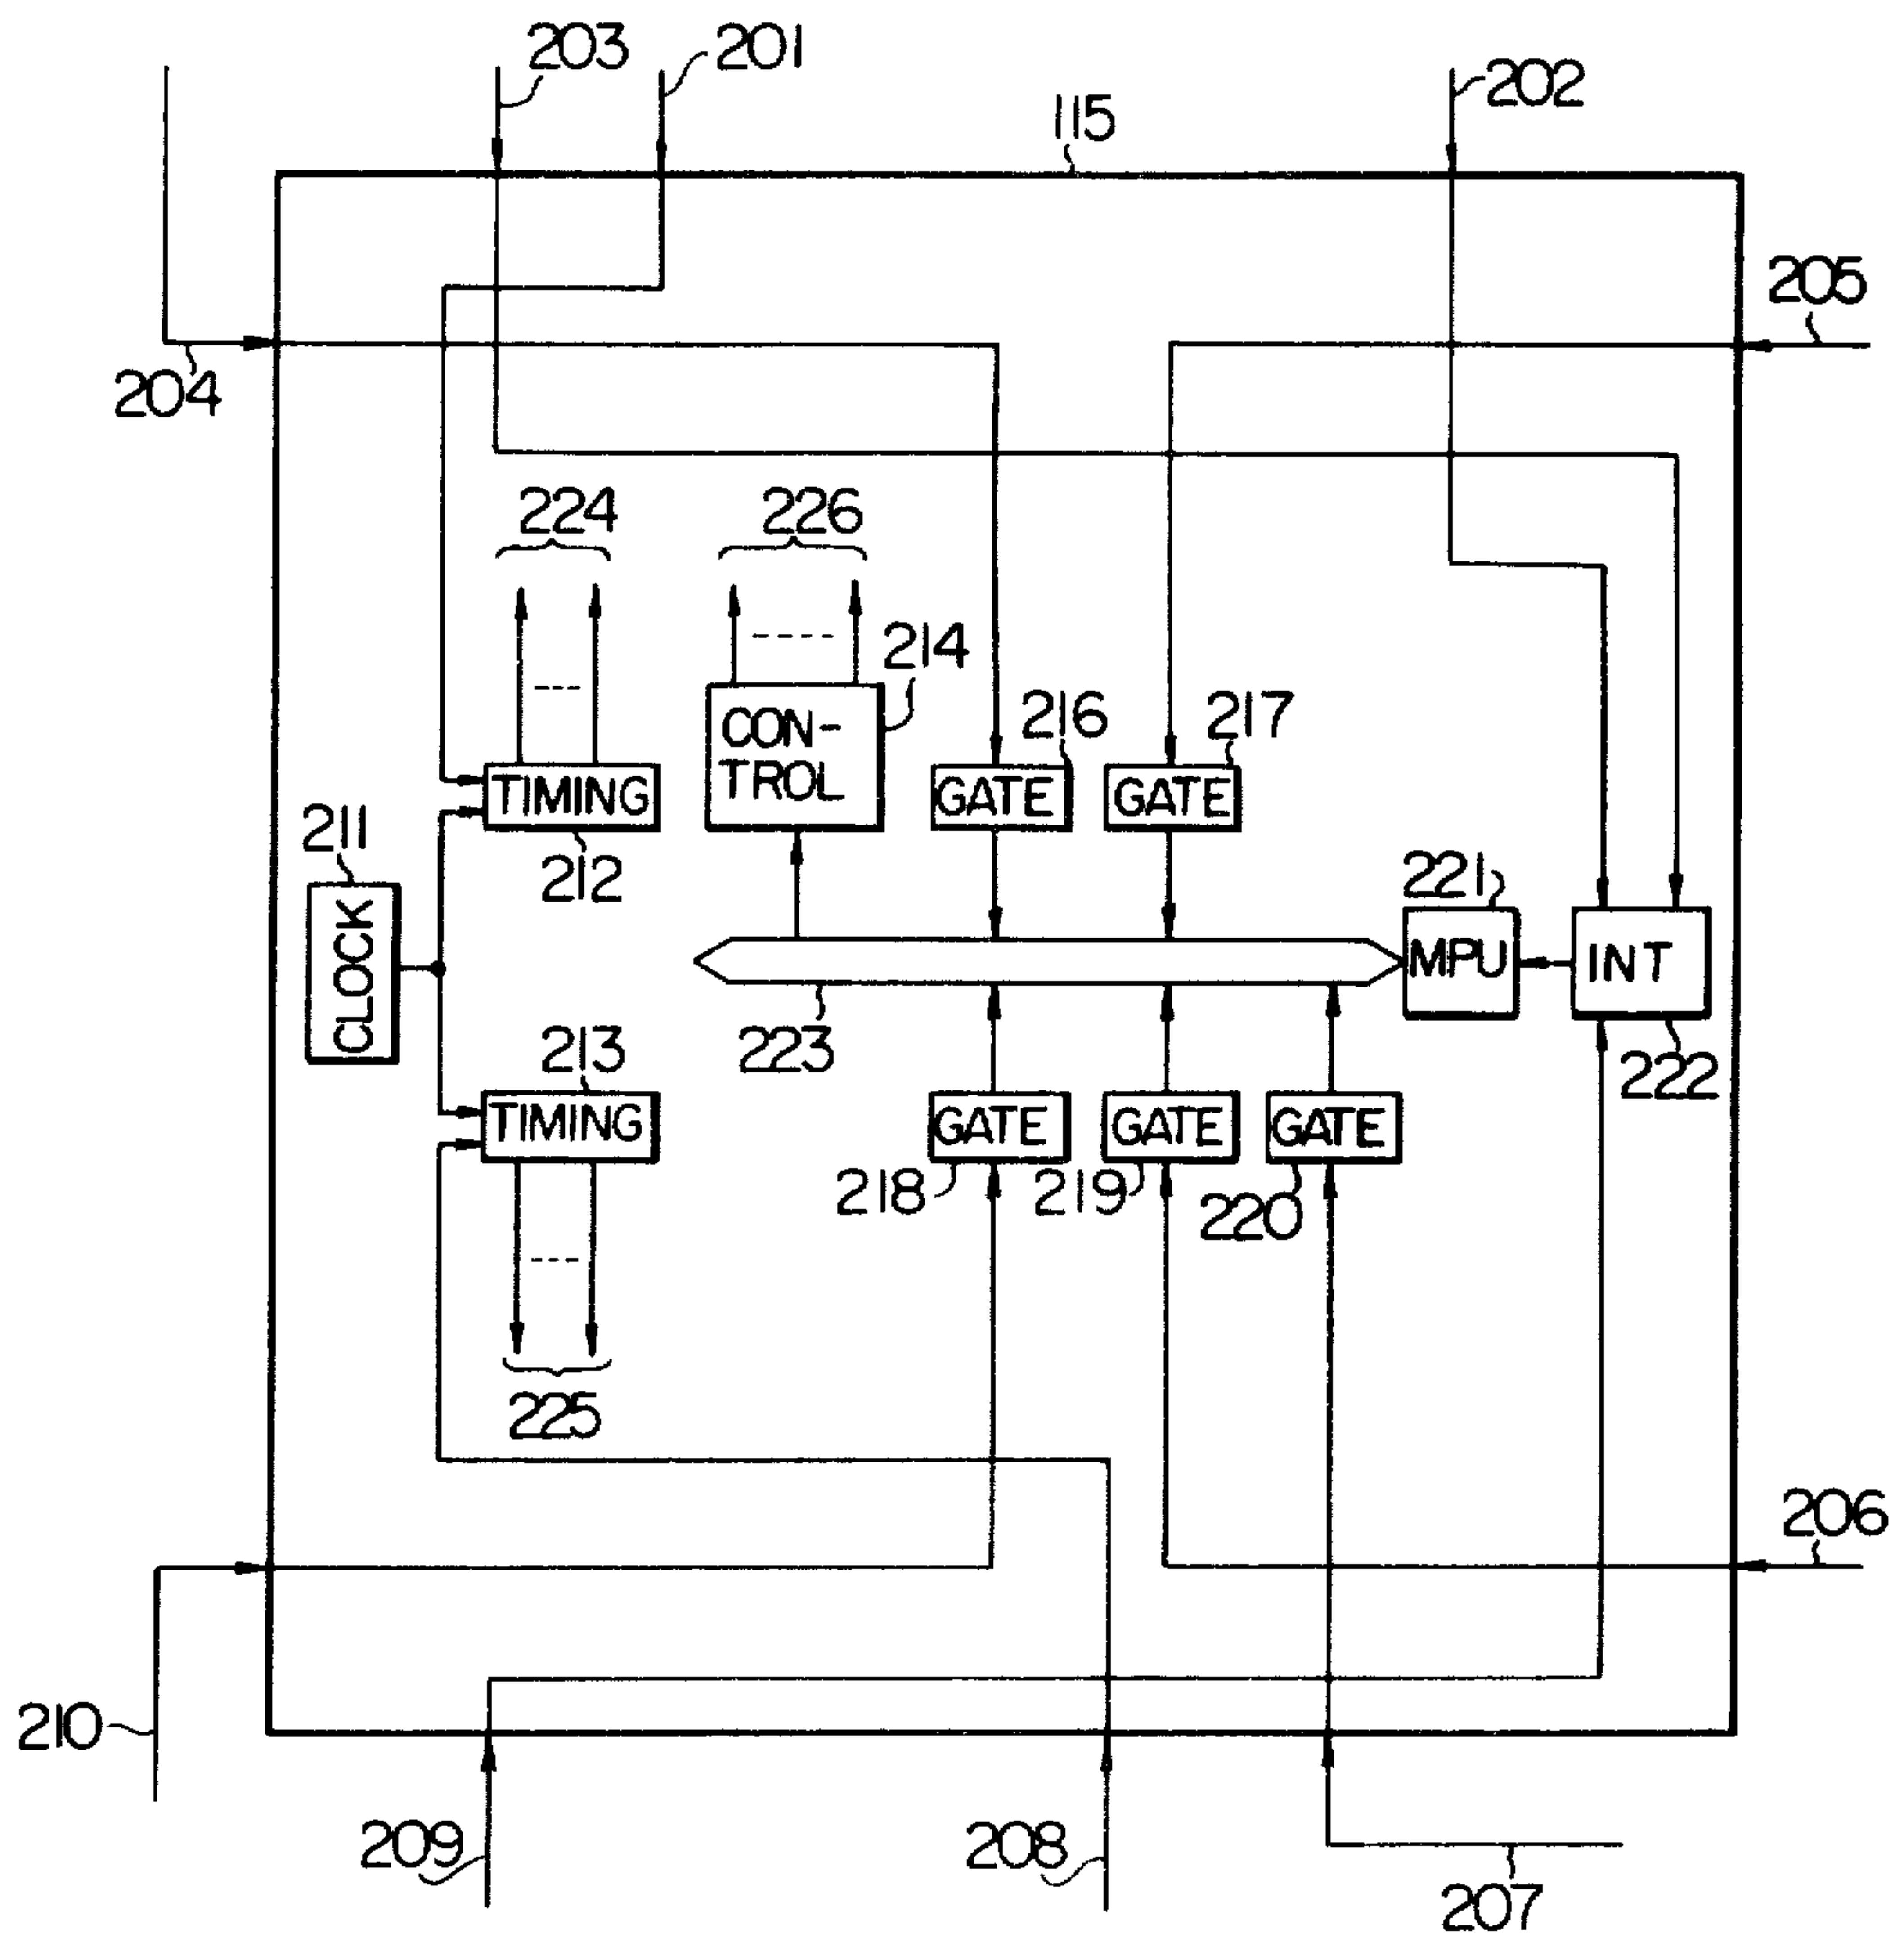 203
201
202
115
205
204
224
226
214
CON-
TROL
216
217
TIMING
GATE
GATE
211
212
221
CLOCK
MPU
INT
213
223
222
TIMING
GATE
GATE
GATE
218
219
220
225
206
210
209
208
207